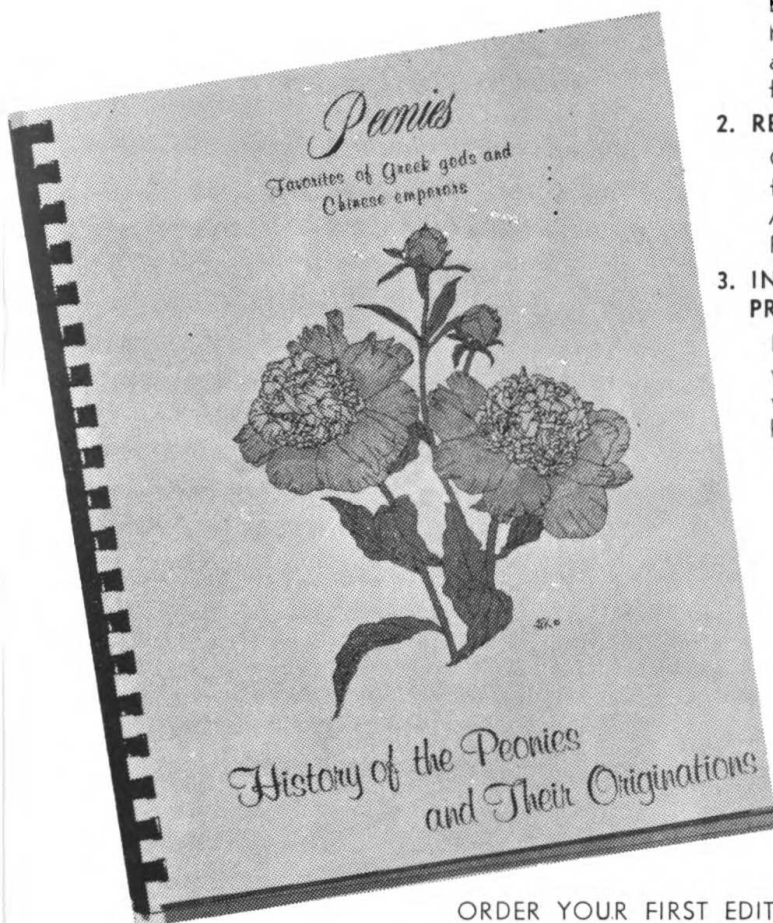 Peonies
Favorites of Greek gods and
Chinese emperors
History of the Peonies
and Their Originations
2. RE
3. IN
PR
ORDER YOUR FIRST EDIT